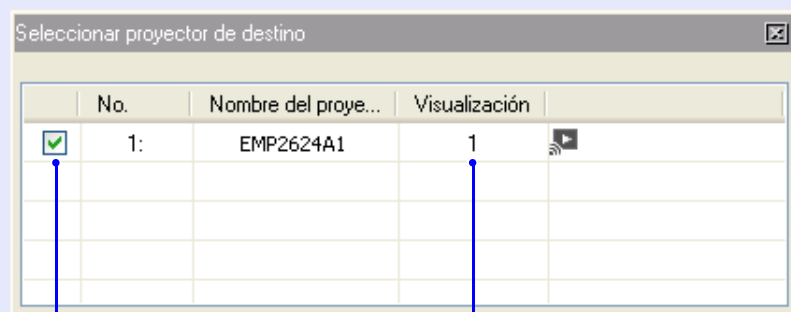 Seleccionar proyector de destino
No. Nombre del proye... Visualización
1: EMP2624A1 1